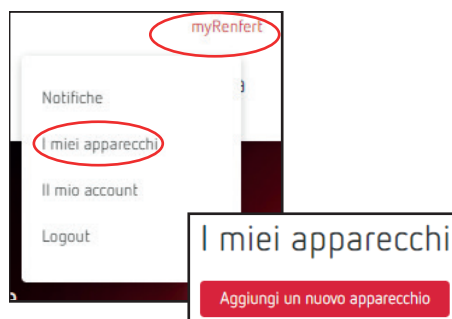 myRenfert
Notifiche
I miei apparecchi
Il mio account
Logout
I miei apparecchi
Aggiungi un nuovo apparecchio